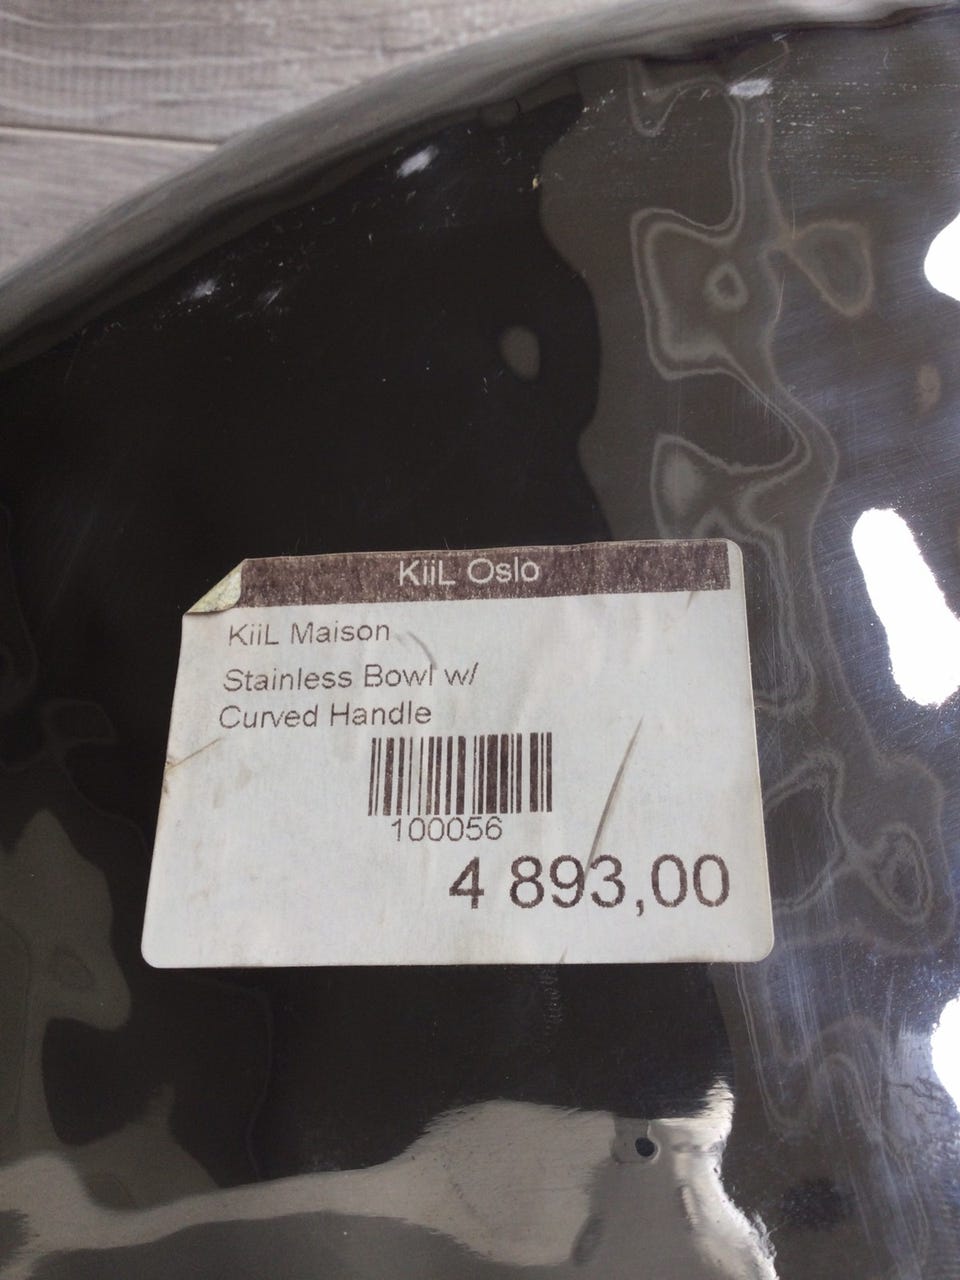 KiiL Oslo
KiiL Maison
Stainless Bowl w/
Curved Handle
100056
4 893,00